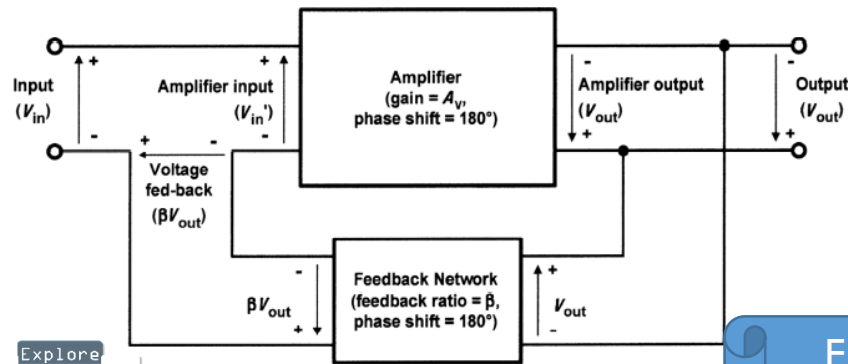 +
+
-
-
Input
(Vin)
Amplifier input
(Vin')
Amplifier
(gain = Av,
phase shift = 180°)
Amplifier output
(Vout)
Output
(Vout)
-
-
+
+
+
-
Voltage
fed-back
(βVout)
-
βVout
+
Feedback Network
(feedback ratio = β,
phase shift = 180°)
+
Vout
-
Explore
F